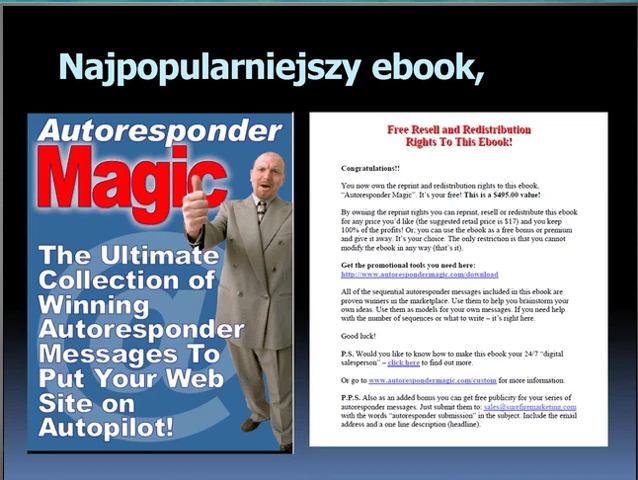 Najpopularniejszy ebook,
Autoresponder
Magic
The Ultimate
Collection of
Winning
Autoresponder
Messages To
Put Your Web
Site on
Autopilot!
Free Resell and Redistribution
Rights To This Ebook!
Congratulations!!
You now own the reprint and redistribution rights to this ebook,
“Autoresponder Magic”. It’s your free! This is a $495.00 value!
By owning the reprint rights you can reprint, resell or redistribute this ebook
for any price you’d like (the suggested retail price is $17) and you keep
100% of the profits! Or, you can use the ebook as a free bonus or premium
and give it away. It’s your choice. The only restriction is that you cannot
modify the ebook in any way (that’s it).
Get the promotional tools you need here:
http://www.autorespondermagic.com/download
All of the sequential autoresponder messages included in this ebook are
proven winners in the marketplace. Use them to help you brainstorm your
own ideas. Use them as models for your own messages. If you need help
with the number of sequences or what to write – it’s right here.
Good luck!
P.S. Would you like to know how to make this ebook your 24/7 “digital
salesperson” – click here to find out more.
Or go to www.autorespondermagic.com/custom for more information.
P.P.S. Also as an added bonus you can get free publicity for your series of
autoresponder messages. Just submit them to: sales@surefiremarketing.com
with the words “autoresponder submission” in the subject. Include the email
address and a one line description (headline).